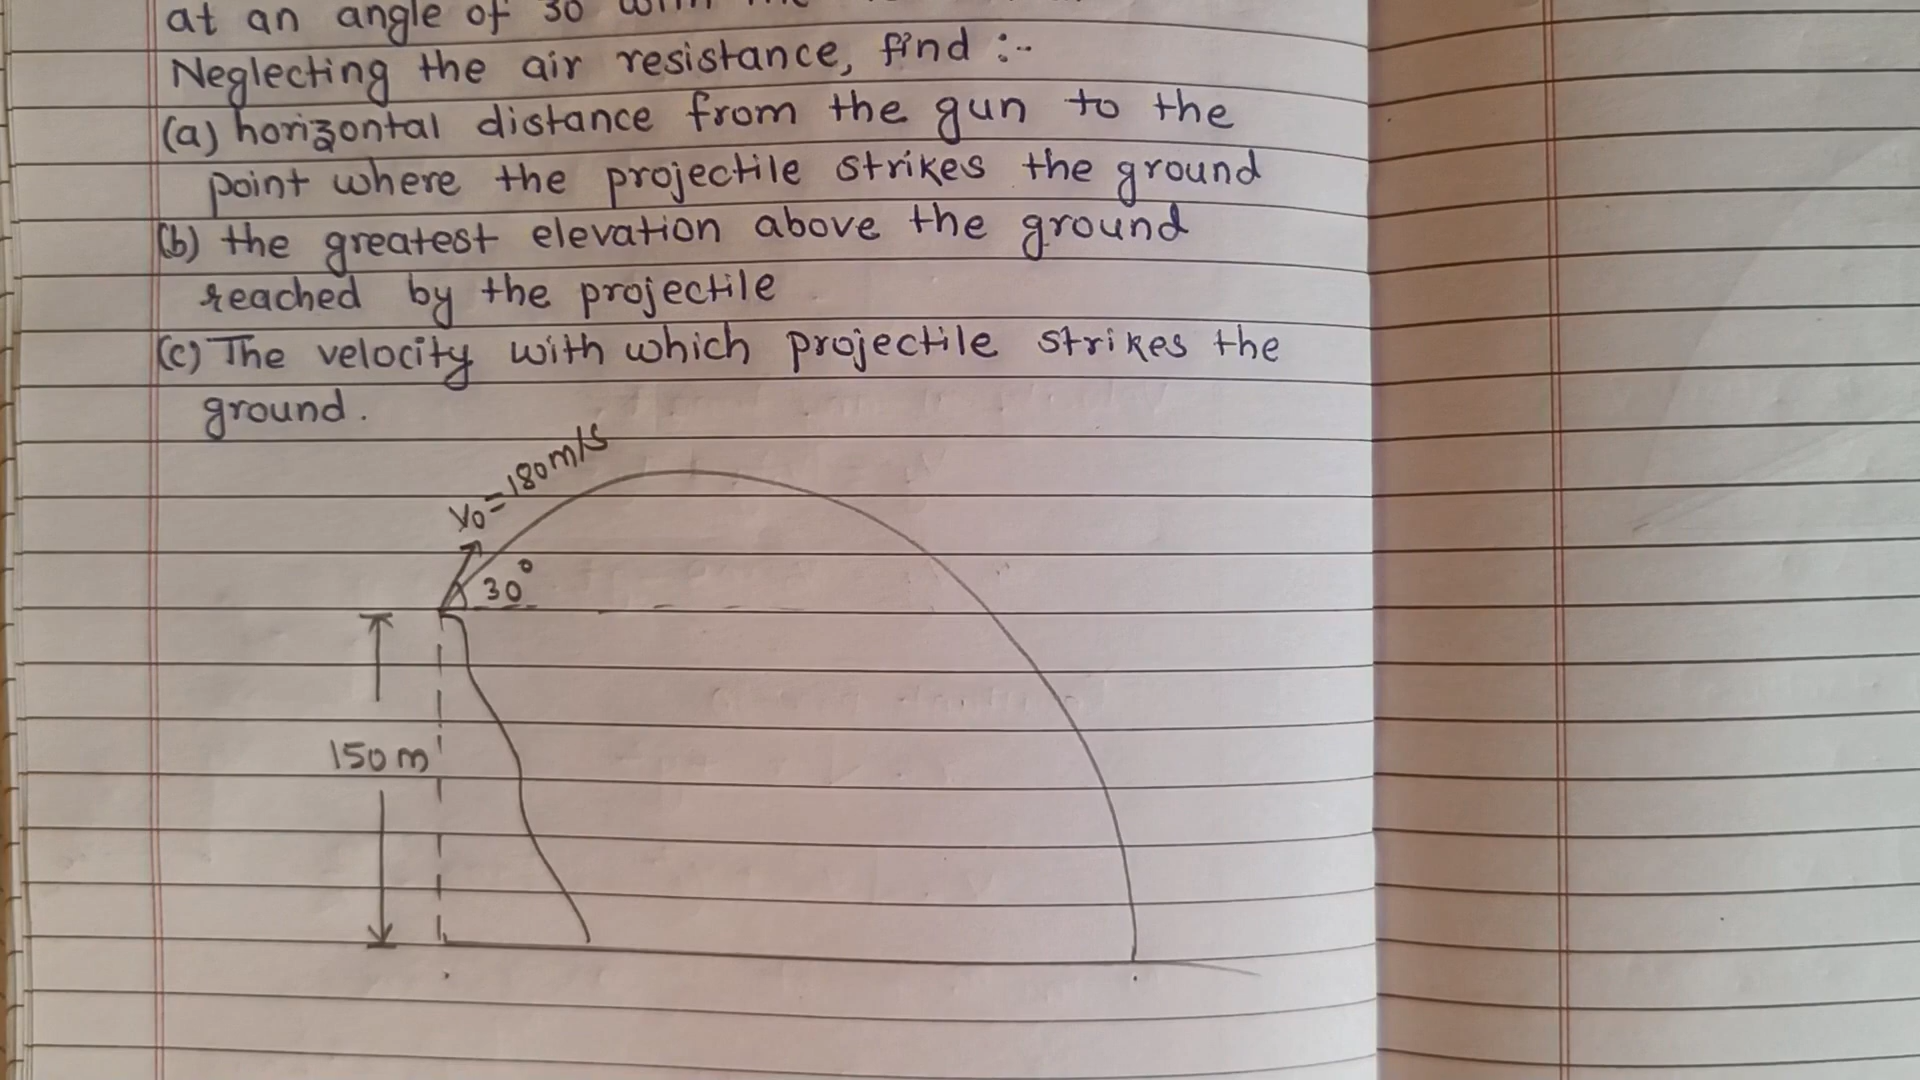 at an angle of 30
Neglecting the air resistance, find :--
(a) horizontal distance from the gun to the
point where the projectile strikes the ground
(b) the greatest elevation above the ground
reached by the projectile
(c) The velocity with which projectile strikes the
ground.
V0 = 180 m/s
30°
150 m